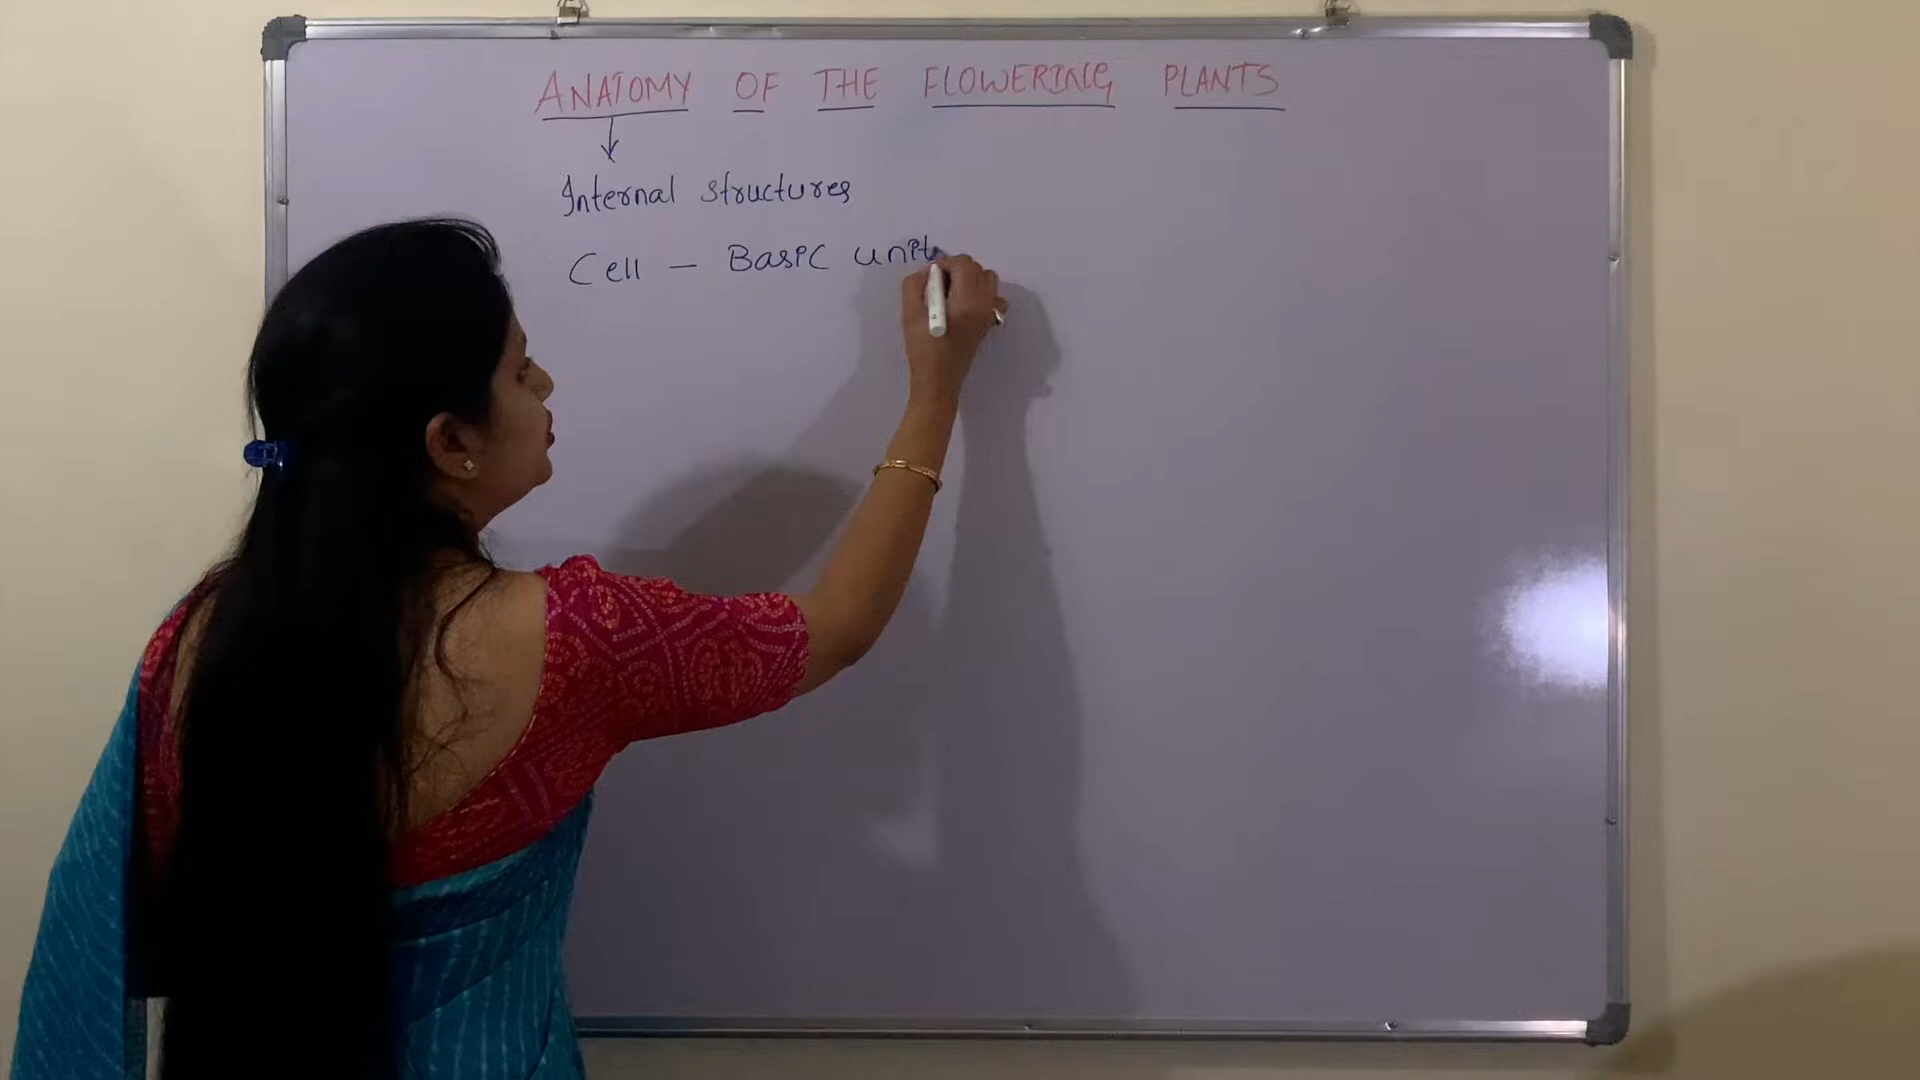 ANATOMY OF THE FLOWERING PLANTS
Internal structures
Cell – Basic unit